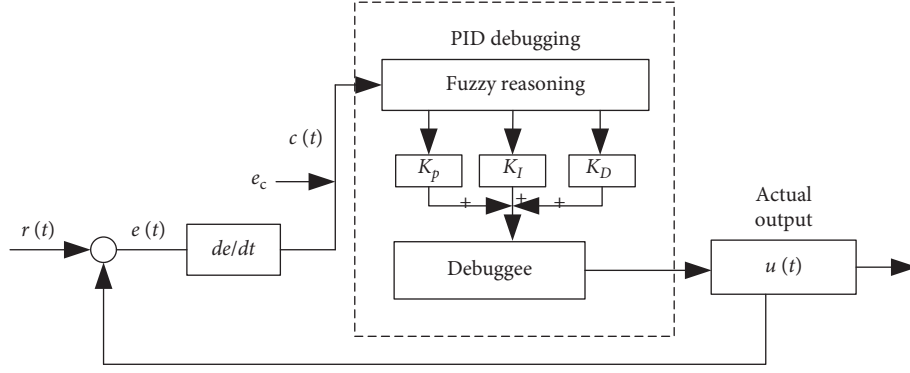 PID debugging
Fuzzy reasoning
c (t)
K_p
K_I
K_D
e_c
+
+
+
Actual
output
r (t)
e (t)
de/dt
Debuggee
u (t)